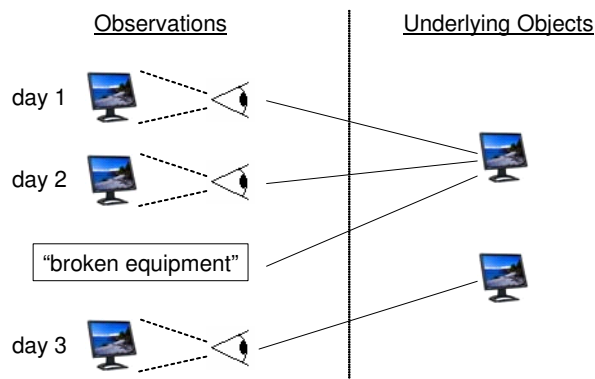 Observations
Underlying Objects
day 1
day 2
“broken equipment”
day 3